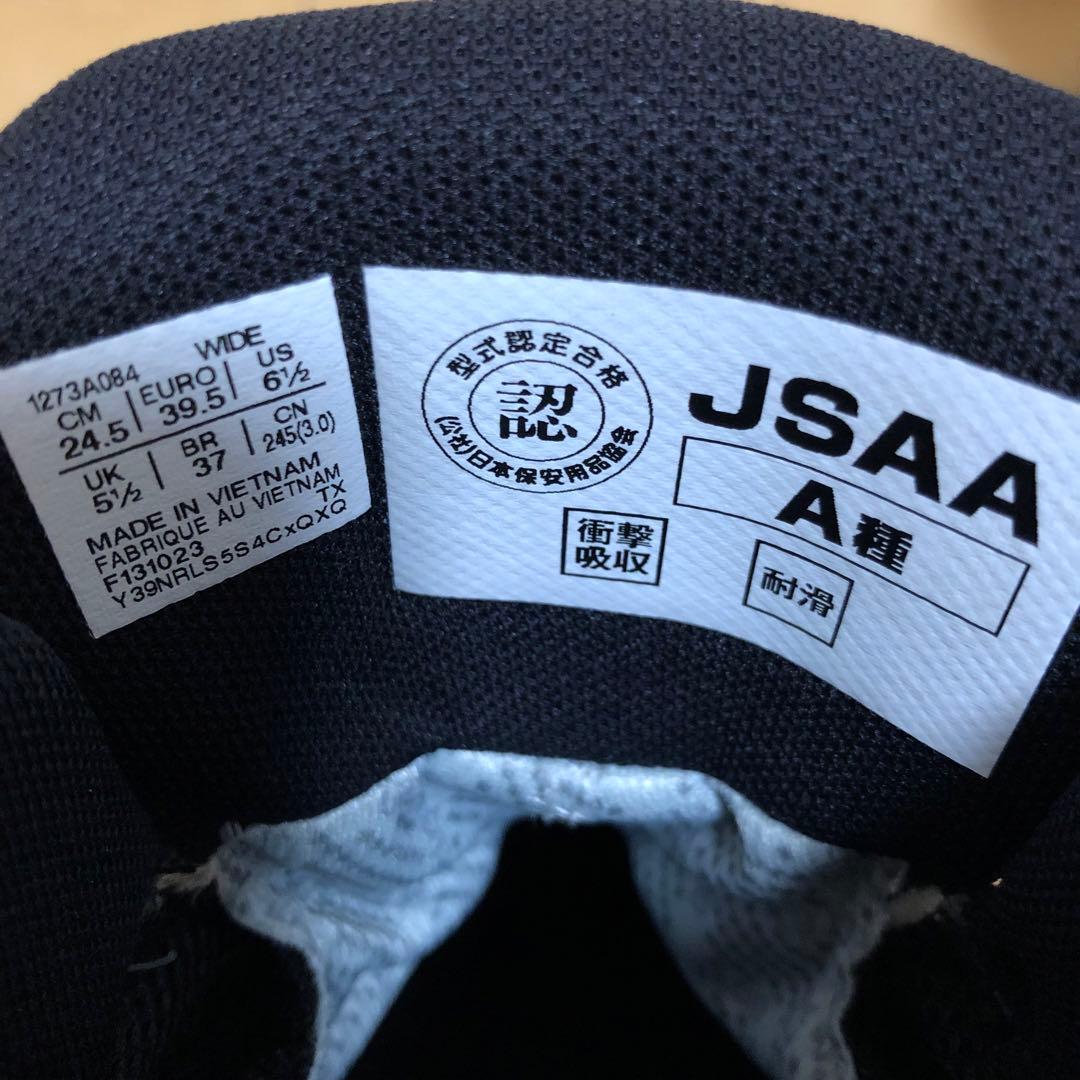 1273A084 WIDE
CM EURO US
24.5 39.5 6½
UK BR CN
5½ 37 245(3.0)
MADE IN VIETNAM
FABRIQUE AU VIETNAM
F131023 TX
Y39NRLS5S4CxQXQ
型式認定合格
認
(公社)日本保安用品協会
JSAA
A種
衝撃
吸収
耐滑